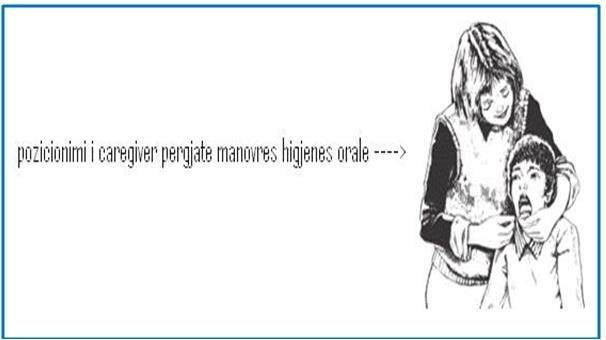 pozicionimi i caregiver pergjate manovres higjenes orale ---->